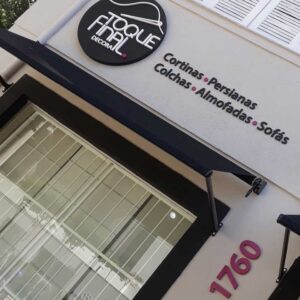 TOQUE
FINAL
DECORA
Cortinas • Persianas
Colchas • Almofadas • Sofás
1760